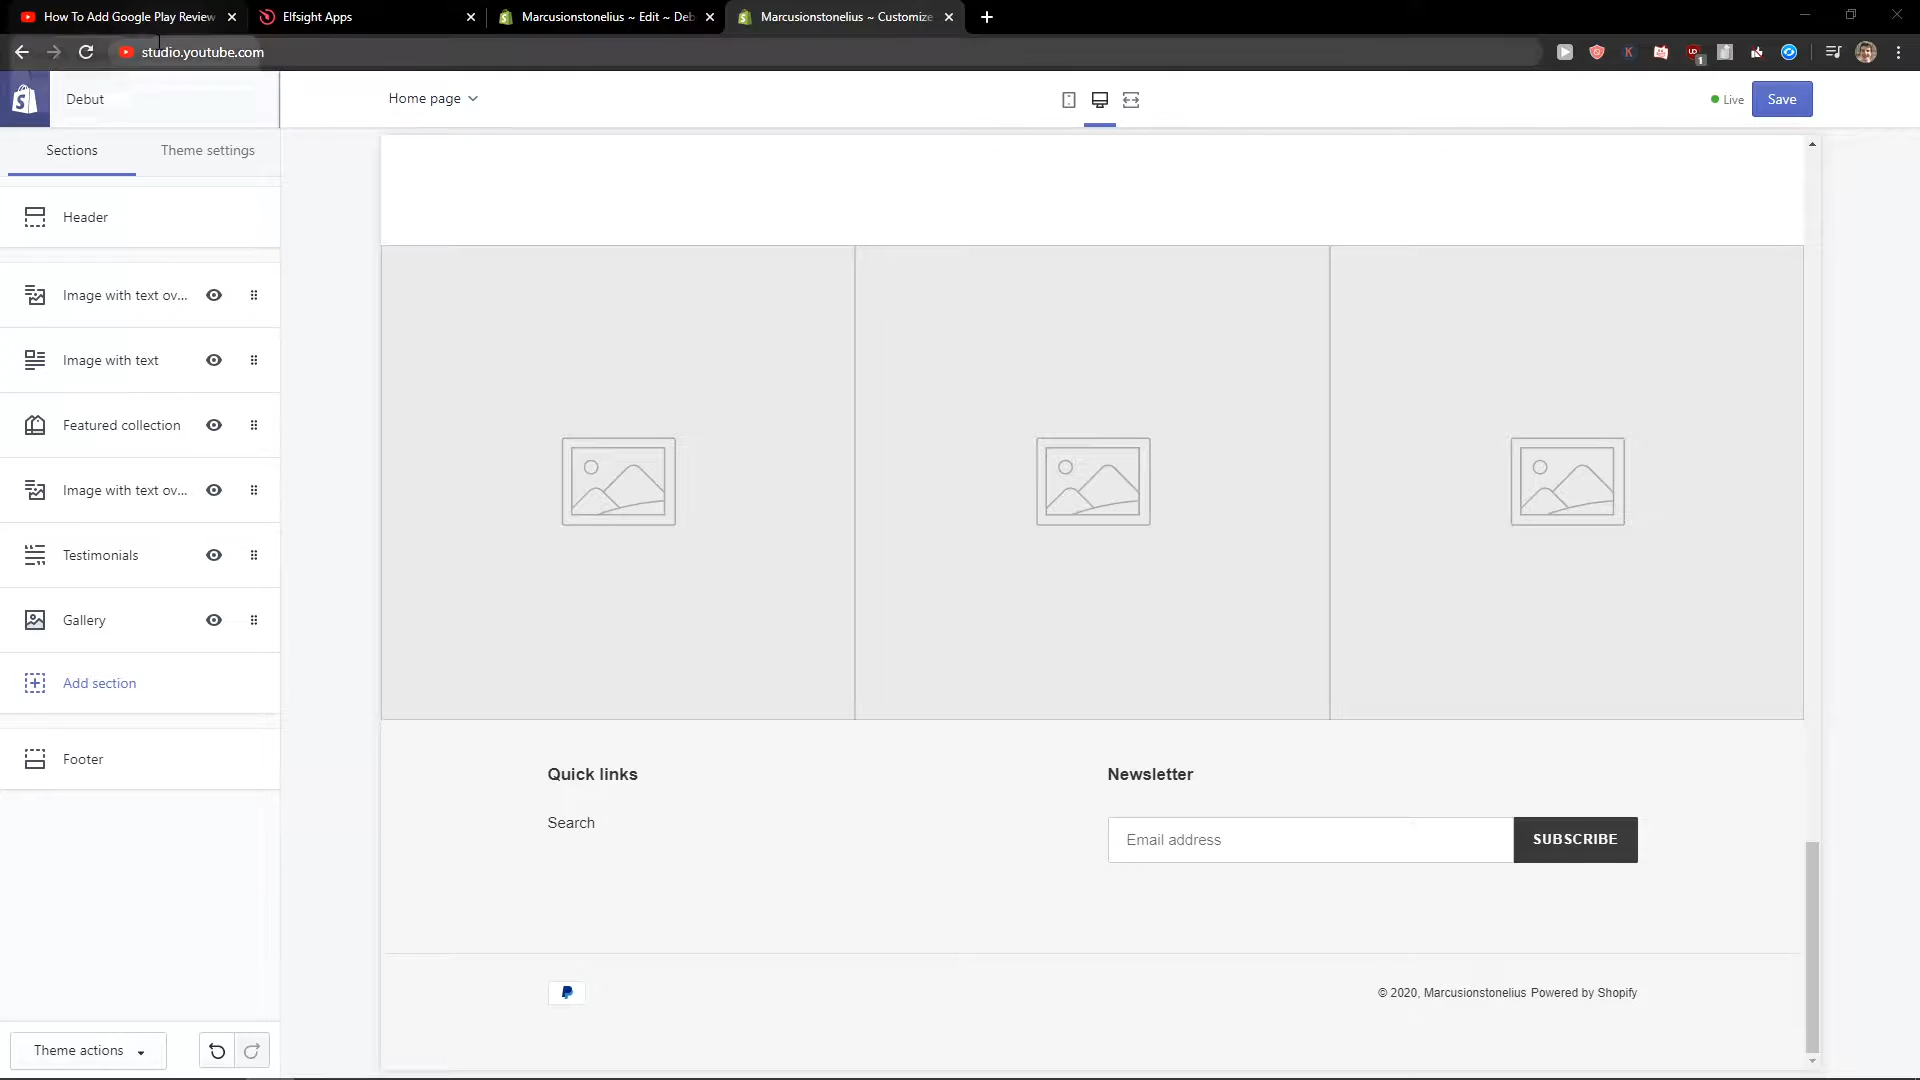 How To Add Google Play Review
Elfsight Apps
Marcusionstonelius ~ Edit ~ Deb
Marcusionstonelius ~ Customize
studio.youtube.com
1
Debut
Home page
Live
Save
Sections
Theme settings
Header
Image with text ov...
Image with text
Featured collection
Image with text ov...
Testimonials
Gallery
Add section
Footer
Quick links
Newsletter
Search
Email address
SUBSCRIBE
© 2020, Marcusionstonelius Powered by Shopify
Theme actions